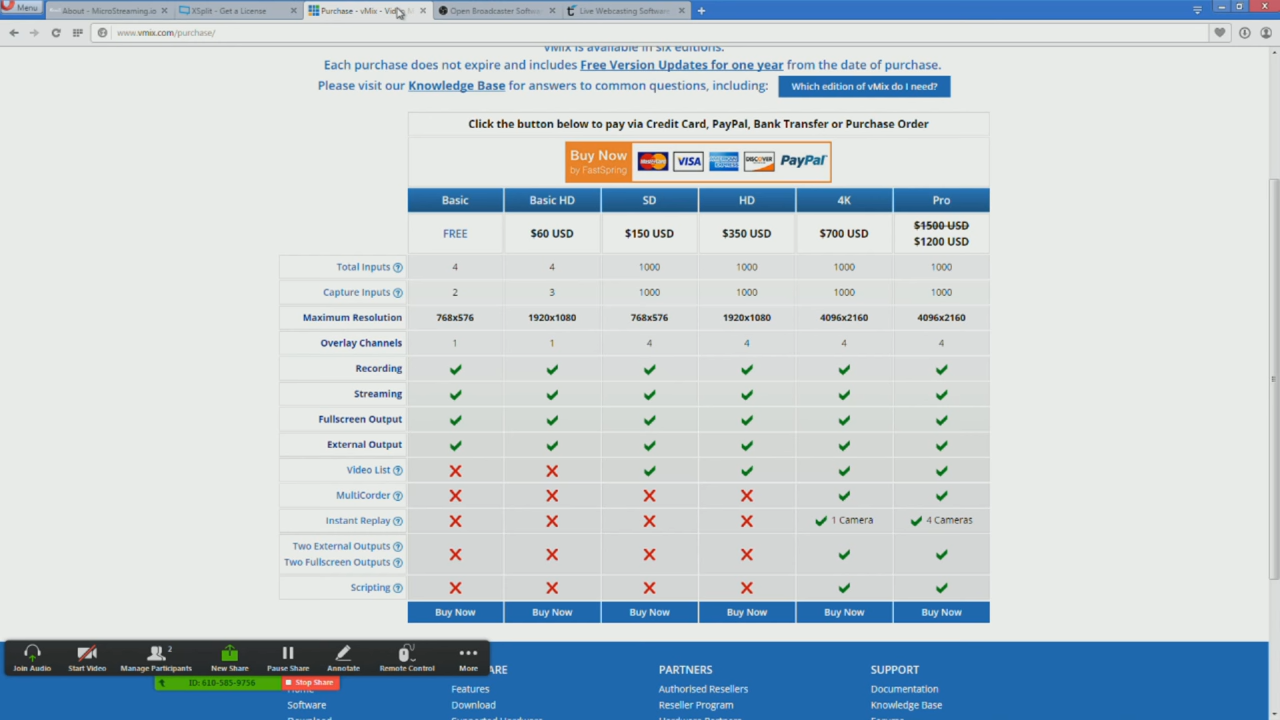 Menu
About - MicroStreaming.io
XSplit - Get a License
Purchase - vMix - Vide
Open Broadcaster Softwar
Live Webcasting Software
www.vmix.com/purchase/
vMix is available in six editions.
Each purchase does not expire and includes Free Version Updates for one year from the date of purchase.
Please visit our Knowledge Base for answers to common questions, including: Which edition of vMix do I need?
Click the button below to pay via Credit Card, PayPal, Bank Transfer or Purchase Order
Buy Now
by FastSpring
MasterCard VISA AMERICAN EXPRESS DISCOVER PayPal
Basic Basic HD SD HD 4K Pro
FREE $60 USD $150 USD $350 USD $700 USD $1500 USD
$1200 USD
Total Inputs ? 4 4 1000 1000 1000 1000
Capture Inputs ? 2 3 1000 1000 1000 1000
Maximum Resolution 768x576 1920x1080 768x576 1920x1080 4096x2160 4096x2160
Overlay Channels 1 1 4 4 4 4
Recording
Streaming
Fullscreen Output
External Output
Video List ?
MultiCorder ?
Instant Replay ? 1 Camera 4 Cameras
Two External Outputs ?
Two Fullscreen Outputs ?
Scripting ?
Buy Now Buy Now Buy Now Buy Now Buy Now Buy Now
Join Audio Start Video Manage Participants 2 New Share Pause Share Annotate Remote Control More
ID: 610-585-9756 Stop Share
ARE PARTNERS SUPPORT
Features Authorised Resellers Documentation
Software Download Reseller Program Knowledge Base